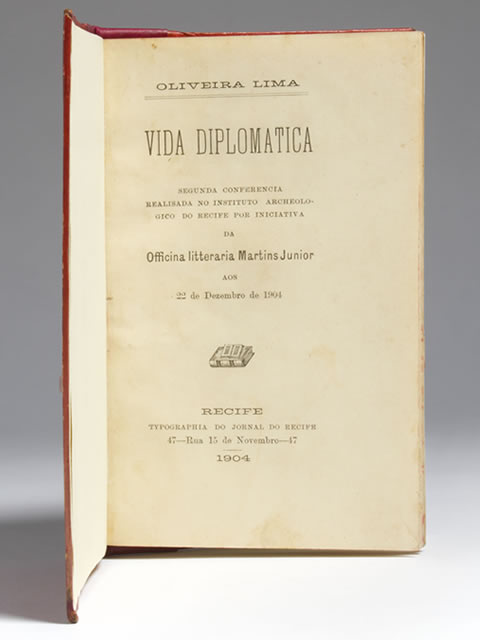 OLIVEIRA LIMA
VIDA DIPLOMATICA
SEGUNDA CONFERENCIA
REALISADA NO INSTITUTO ARCHEOLO-
GICO DO RECIFE POR INICIATIVA
DA
Officina litteraria Martins Junior
AOS
22 de Dezembro de 1904
RECIFE
TYPOGRAPHIA DO JORNAL DO RECIFE
47—Rua 15 de Novembro—47
1904